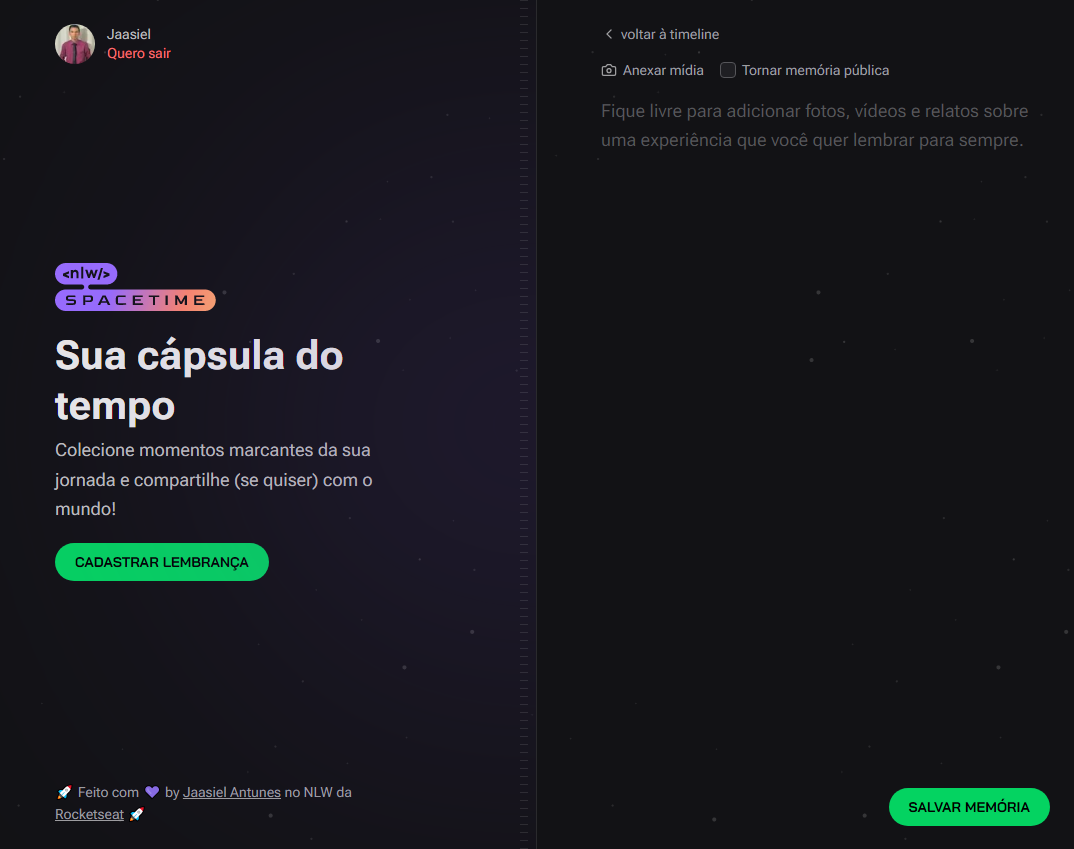 Jaasiel
Quero sair
<nlw/>
SPACETIME
Sua cápsula do
tempo
Colecione momentos marcantes da sua
jornada e compartilhe (se quiser) com o
mundo!
CADASTRAR LEMBRANÇA
🚀 Feito com 💜 by Jaasiel Antunes no NLW da
Rocketseat 🚀
voltar à timeline
Anexar mídia Tornar memória pública
Fique livre para adicionar fotos, vídeos e relatos sobre
uma experiência que você quer lembrar para sempre.
SALVAR MEMÓRIA